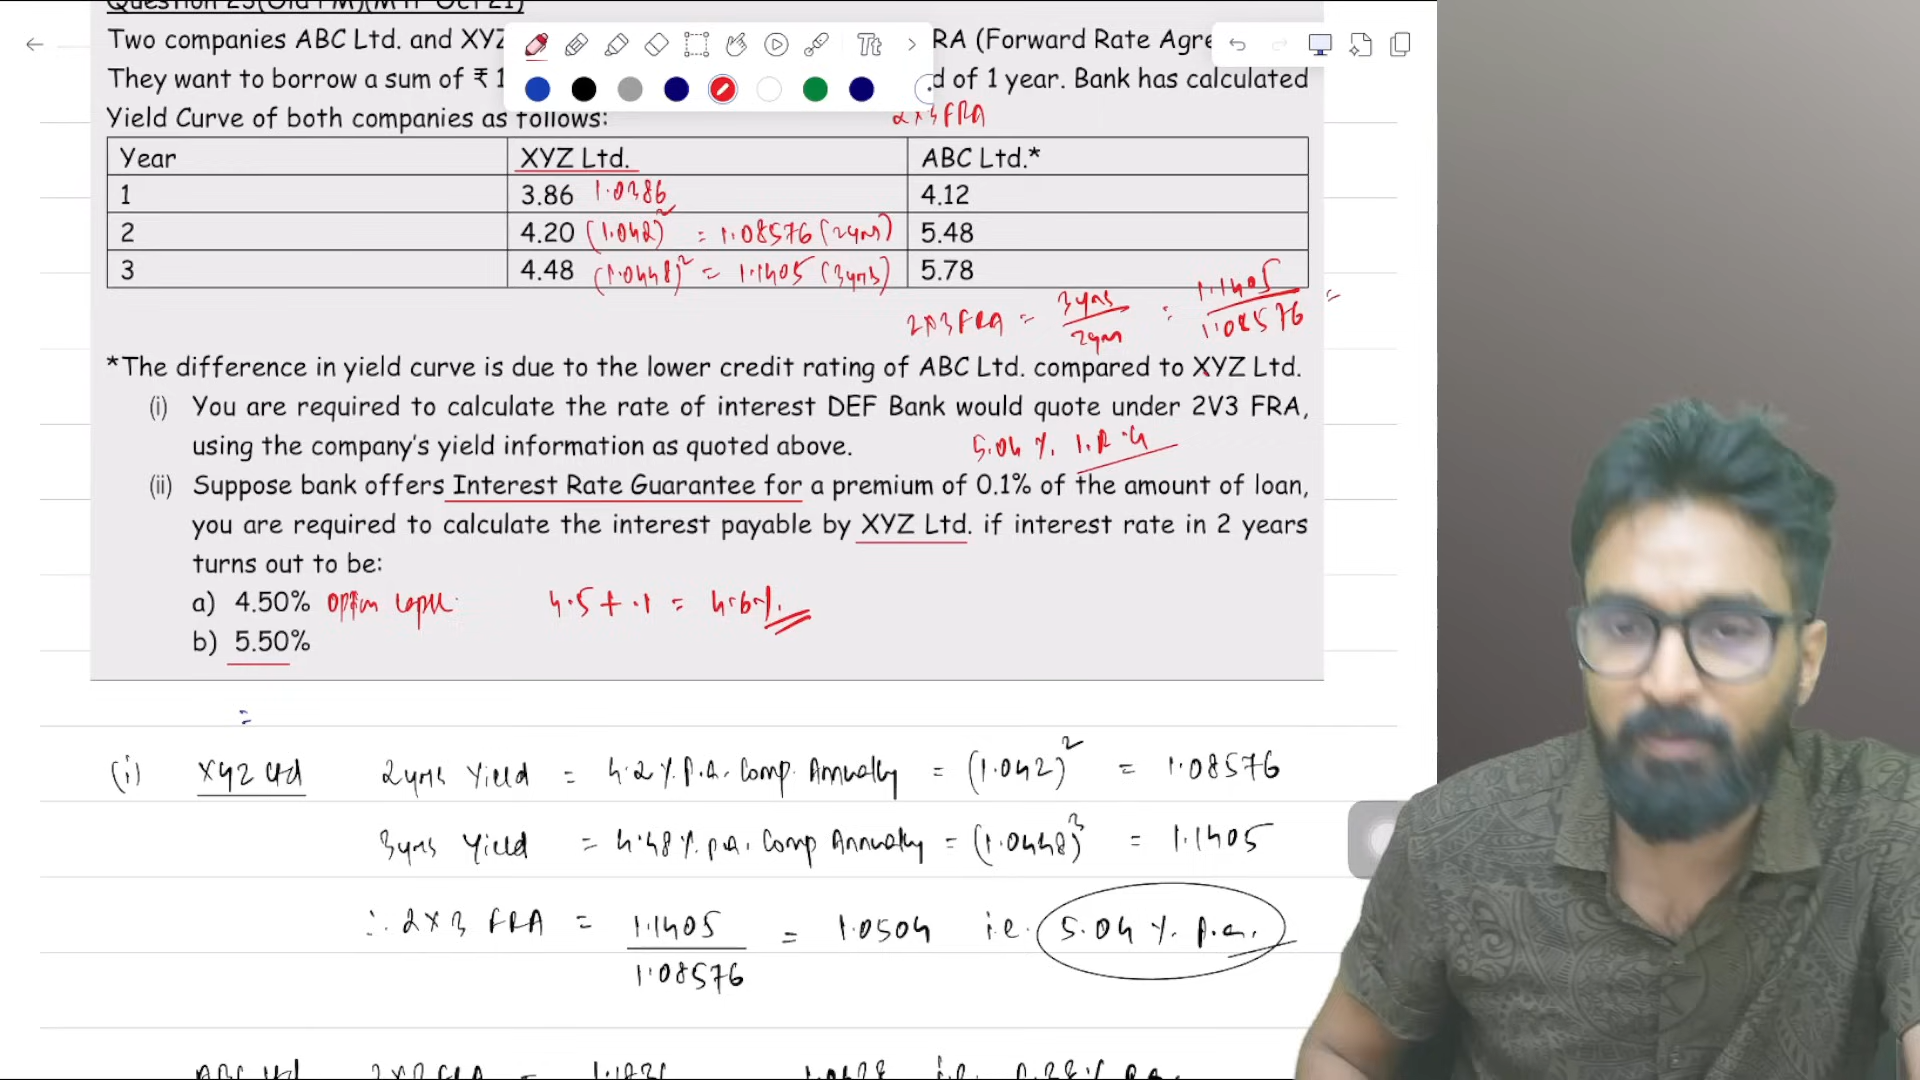 Two companies ABC Ltd. and XYZ RA (Forward Rate Agre
They want to borrow a sum of ₹ 1 d of 1 year. Bank has calculated
Yield Curve of both companies as follows:
2x3 FRA
Year XYZ Ltd. ABC Ltd.*
1 3.86 1.0386 4.12
2 4.20 (1.042)² = 1.08576 (2yrs) 5.48
3 4.48 (1.0448)² = 1.1405 (3yrs) 5.78
2x3 FRA = 3yrs/2yrs = 1.1405/1.08576 =
*The difference in yield curve is due to the lower credit rating of ABC Ltd. compared to XYZ Ltd.
(i) You are required to calculate the rate of interest DEF Bank would quote under 2V3 FRA,
using the company's yield information as quoted above. 5.04 %. I.R.G
(ii) Suppose bank offers Interest Rate Guarantee for a premium of 0.1% of the amount of loan,
you are required to calculate the interest payable by XYZ Ltd. if interest rate in 2 years
turns out to be:
a) 4.50% Option lapse. 4.5 + .1 = 4.6%.
b) 5.50%
=
(i) XYZ Ltd 2yrs Yield = 4.2 % p.a. Comp. Annually = (1.042)² = 1.08576
3yrs Yield = 4.48 % p.a. Comp Annually = (1.0448)³ = 1.1405
∴ 2x3 FRA = 1.1405/1.08576 = 1.0504 i.e. 5.04 % p.a.
Tt